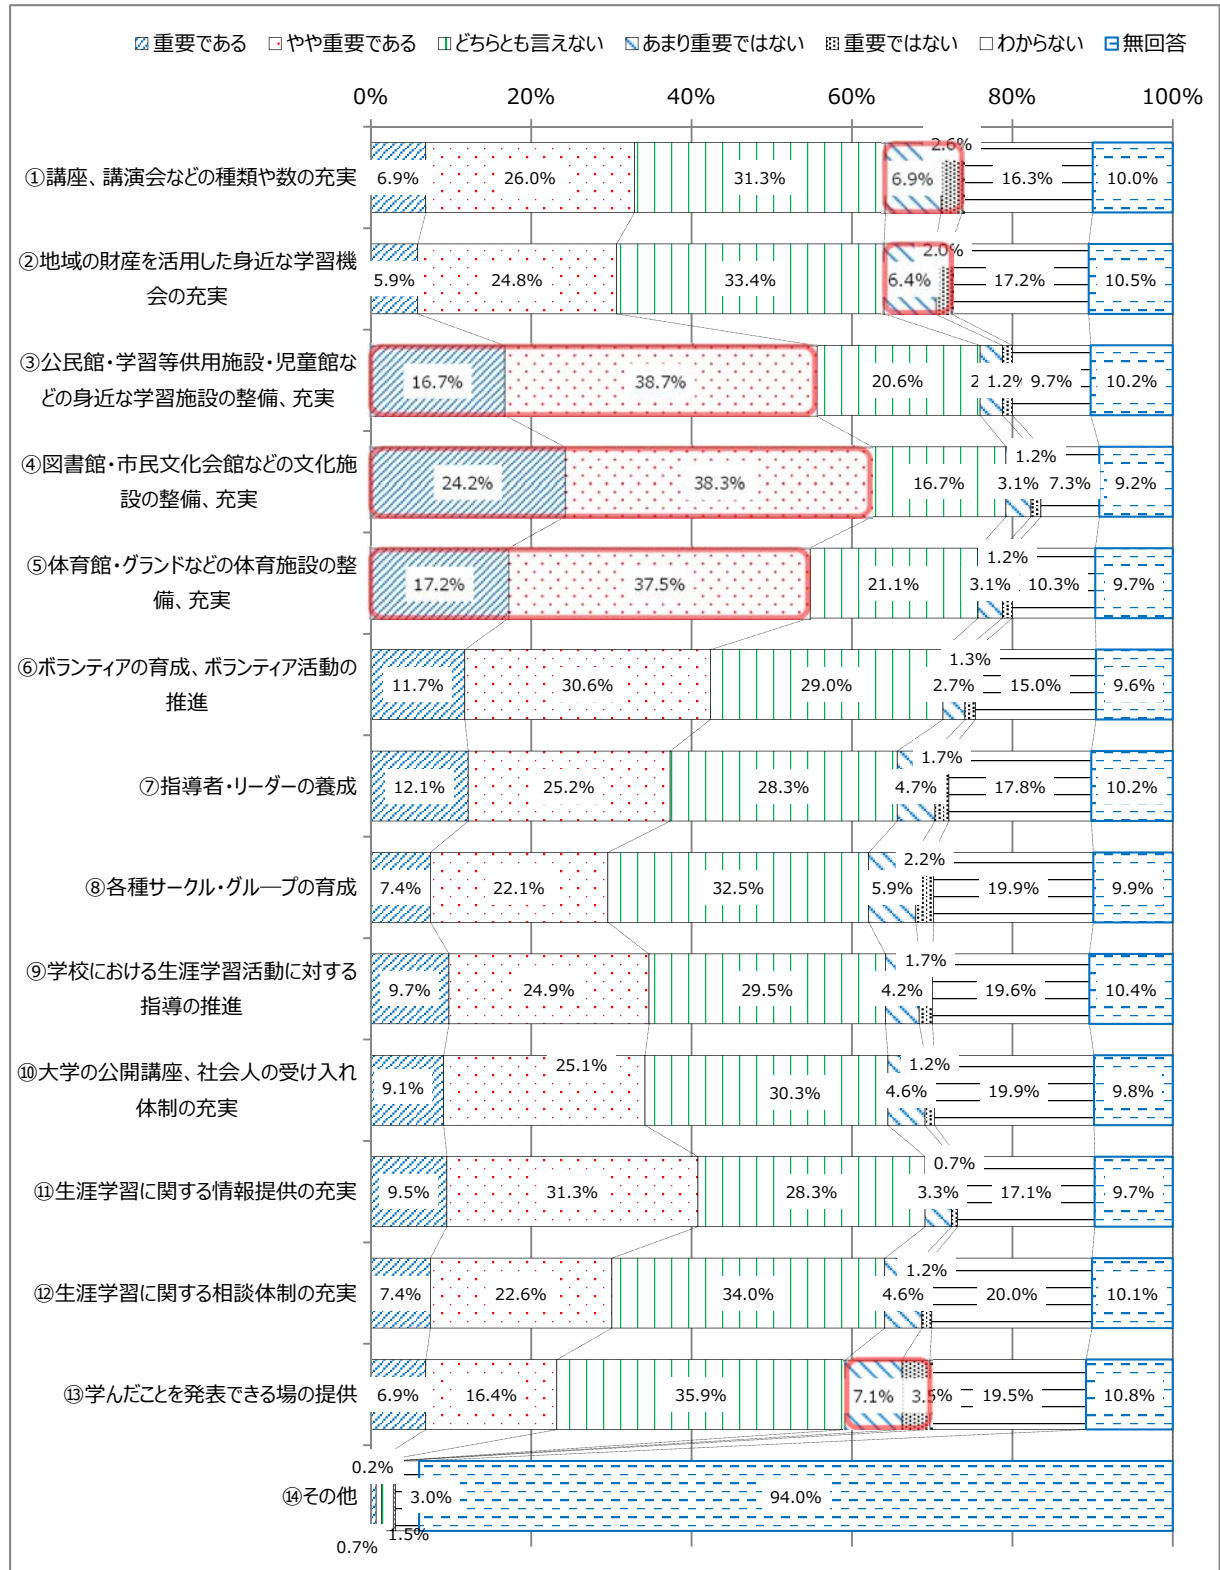 重要である やや重要である どちらとも言えない あまり重要ではない 重要ではない わからない 無回答
0% 20% 40% 60% 80% 100%
①講座、講演会などの種類や数の充実
6.9% 26.0% 31.3% 6.9% 2.6% 16.3% 10.0%
②地域の財産を活用した身近な学習機
会の充実
5.9% 24.8% 33.4% 6.4% 2.0% 17.2% 10.5%
③公民館・学習等供用施設・児童館な
どの身近な学習施設の整備、充実
16.7% 38.7% 20.6% 2 1.2% 9.7% 10.2%
④図書館・市民文化会館などの文化施
設の整備、充実
24.2% 38.3% 16.7% 3.1% 1.2% 7.3% 9.2%
⑤体育館・グランドなどの体育施設の整
備、充実
17.2% 37.5% 21.1% 3.1% 1.2% 10.3% 9.7%
⑥ボランティアの育成、ボランティア活動の
推進
11.7% 30.6% 29.0% 2.7% 1.3% 15.0% 9.6%
⑦指導者・リーダーの養成
12.1% 25.2% 28.3% 4.7% 1.7% 17.8% 10.2%
⑧各種サークル・グループの育成
7.4% 22.1% 32.5% 5.9% 2.2% 19.9% 9.9%
⑨学校における生涯学習活動に対する
指導の推進
9.7% 24.9% 29.5% 4.2% 1.7% 19.6% 10.4%
⑩大学の公開講座、社会人の受け入れ
体制の充実
9.1% 25.1% 30.3% 4.6% 1.2% 19.9% 9.8%
⑪生涯学習に関する情報提供の充実
9.5% 31.3% 28.3% 3.3% 0.7% 17.1% 9.7%
⑫生涯学習に関する相談体制の充実
7.4% 22.6% 34.0% 4.6% 1.2% 20.0% 10.1%
⑬学んだことを発表できる場の提供
6.9% 16.4% 35.9% 7.1% 3.5% 19.5% 10.8%
⑭その他
0.7% 0.2% 1.5% 3.0% 94.0%